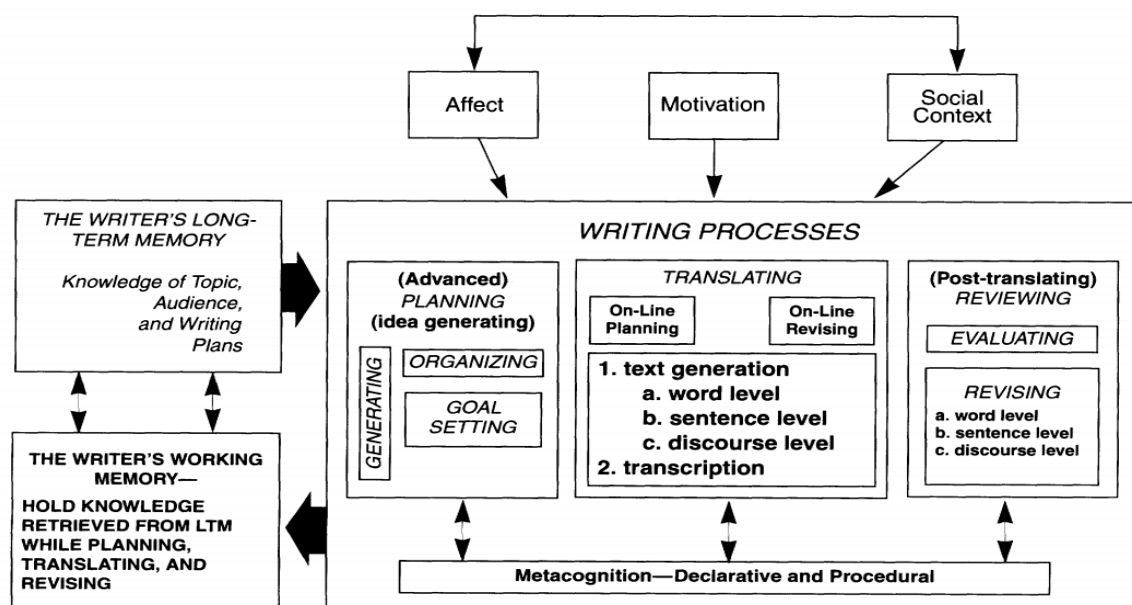 Affect
Motivation
Social
Context
THE WRITER'S LONG-
TERM MEMORY
Knowledge of Topic,
Audience,
and Writing
Plans
THE WRITER'S WORKING
MEMORY—
HOLD KNOWLEDGE
RETRIEVED FROM LTM
WHILE PLANNING,
TRANSLATING, AND
REVISING
WRITING PROCESSES
(Advanced)
PLANNING
(idea generating)
GENERATING
ORGANIZING
GOAL
SETTING
TRANSLATING
On-Line
Planning
On-Line
Revising
1. text generation
a. word level
b. sentence level
c. discourse level
2. transcription
(Post-translating)
REVIEWING
EVALUATING
REVISING
a. word level
b. sentence level
c. discourse level
Metacognition—Declarative and Procedural